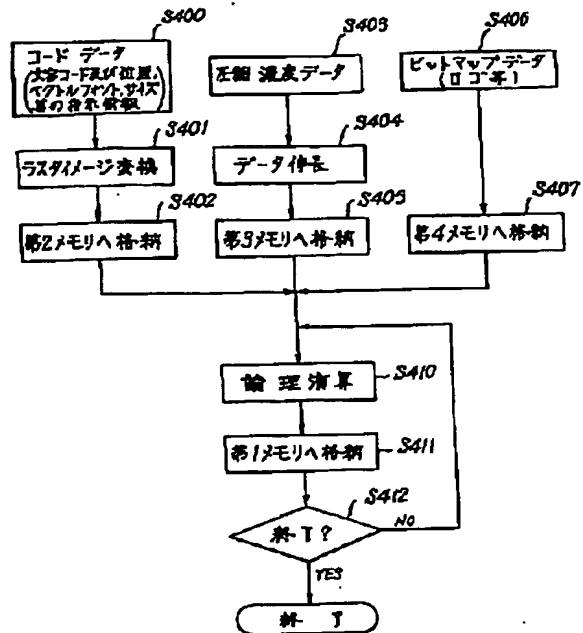 S400
コード データ
文字コード及び位置,
ベクトルフォント,サイズ
等の指示情報
S401
ラスタイメージ変換
S402
第2メモリへ格納
S403
圧縮 濃度データ
S404
データ伸長
S405
第3メモリへ格納
S406
ビットマップデータ
(ロゴ等)
S407
第4メモリへ格納
論理演算
S410
第1メモリへ格納
S411
S412
終了?
NO
YES
終 了